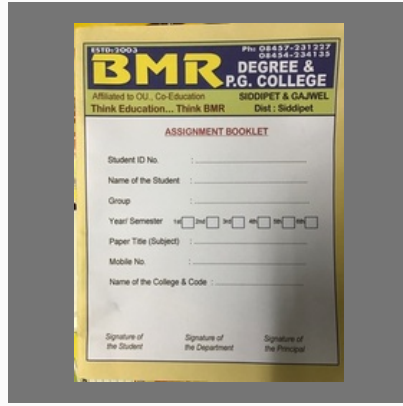 ESTD:2003 Ph: 08457-231227
08454-234135
BMR DEGREE &
P.G. COLLEGE
Affiliated to OU., Co-Education SIDDIPET & GAJWEL
Think Education... Think BMR Dist : Siddipet
ASSIGNMENT BOOKLET
Student ID No. :
Name of the Student :
Group :
Year/ Semester 1st 2nd 3rd 4th 5th 6th
Paper Title (Subject) :
Mobile No. :
Name of the College & Code :
Signature of Signature of Signature of
the Student the Department the Principal